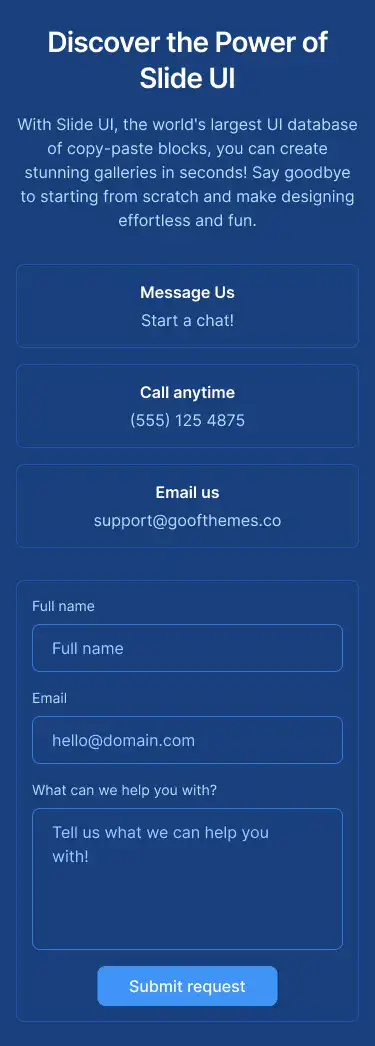 Discover the Power of
Slide UI
With Slide UI, the world's largest UI database
of copy-paste blocks, you can create
stunning galleries in seconds! Say goodbye
to starting from scratch and make designing
effortless and fun.
Message Us
Start a chat!
Call anytime
(555) 125 4875
Email us
support@goofthemes.co
Full name
Full name
Email
hello@domain.com
What can we help you with?
Tell us what we can help you
with!
Submit request